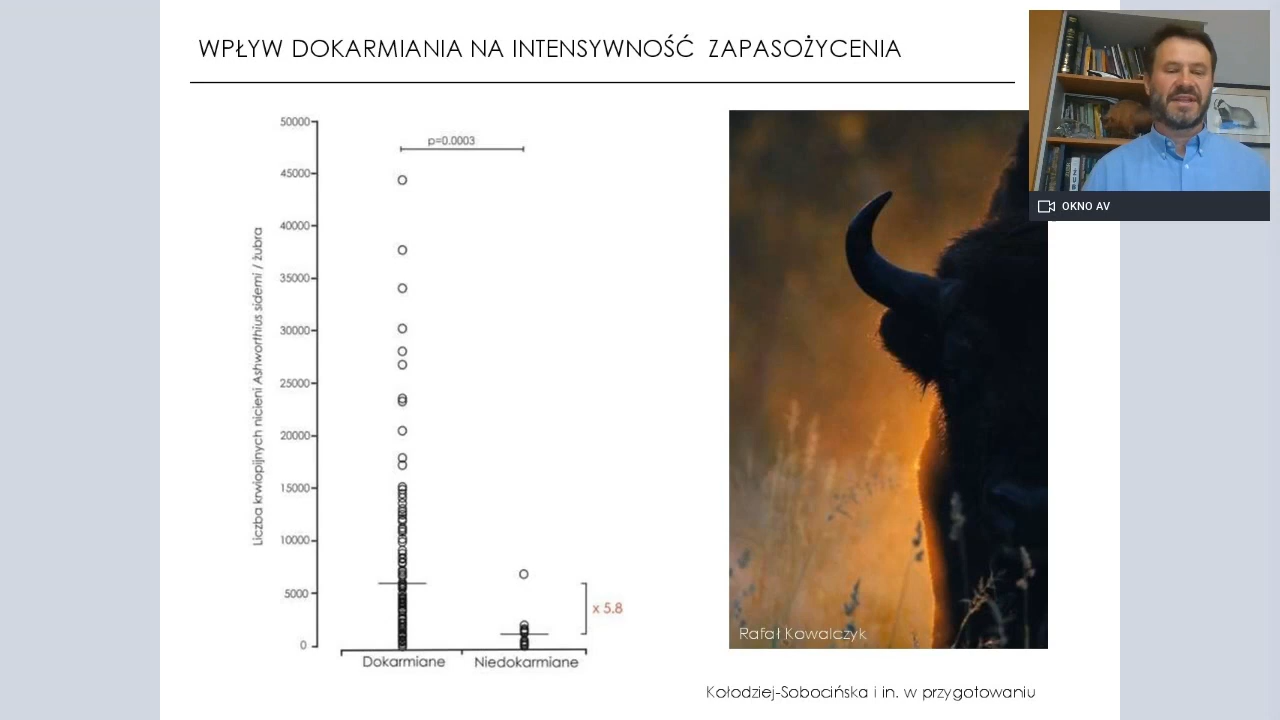 WPŁYW DOKARMIANIA NA INTENSYWNOŚĆ ZAPASOŻYCENIA
OKNO AV
p=0.0003
50000
45000
40000
35000
30000
25000
20000
15000
10000
5000
0
Liczba krwiopijnych nicieni Ashworthius sidemi / żubra
x 5.8
Dokarmiane Niedokarmiane
Rafał Kowalczyk
Kołodziej-Sobocińska i in. w przygotowaniu